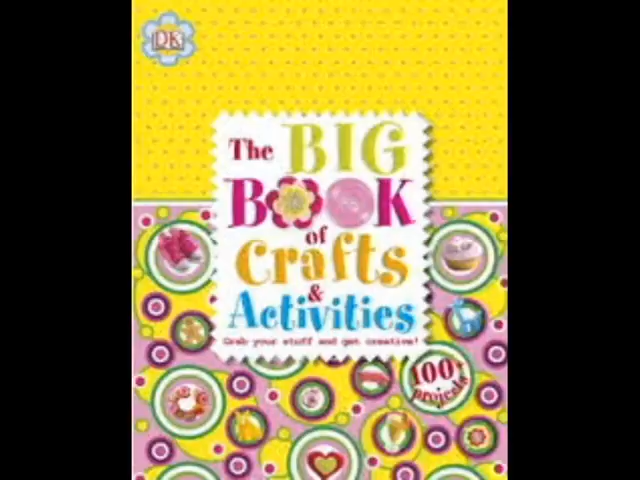 DK
The BIG
BOOK
of
Crafts
&
Activities
Grab your stuff and get creative!
100+
projects